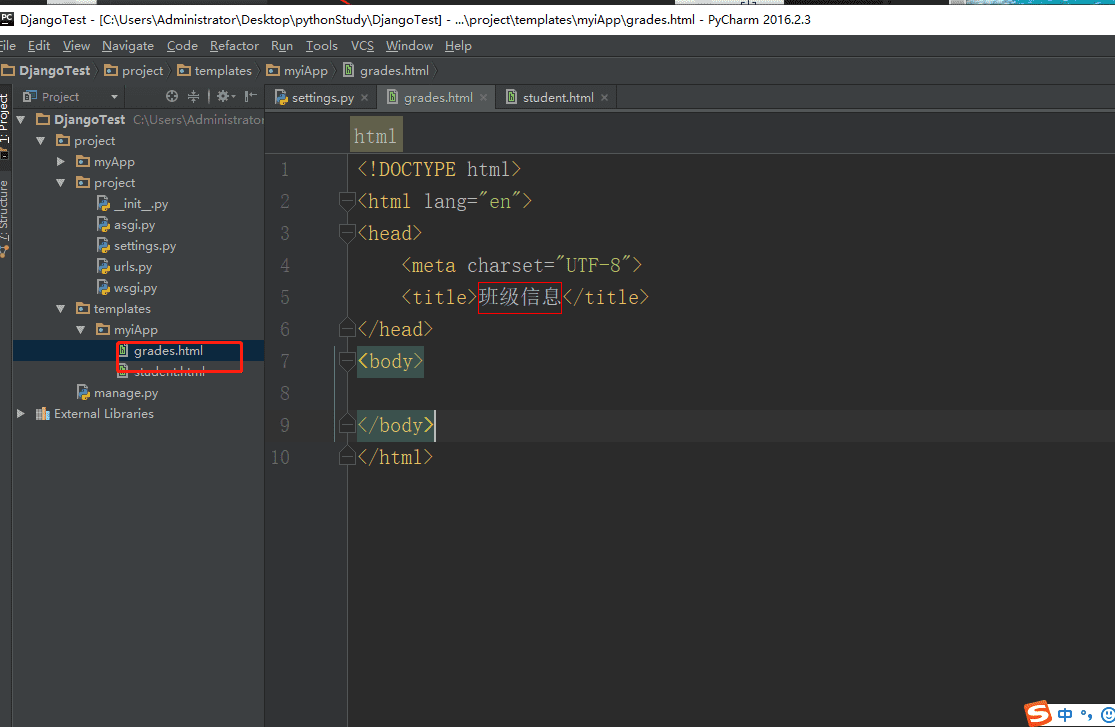 DjangoTest - [C:\Users\Administrator\Desktop\pythonStudy\DjangoTest] - ...\project\templates\myiApp\grades.html - PyCharm 2016.2.3
File Edit View Navigate Code Refactor Run Tools VCS Window Help
DjangoTest project templates myiApp grades.html
Project settings.py grades.html student.html
1: Project
7: Structure
DjangoTest C:\Users\Administrator
project
myApp
project
__init__.py
asgi.py
settings.py
urls.py
wsgi.py
templates
myiApp
grades.html
student.html
manage.py
External Libraries
html
1 <!DOCTYPE html>
2 <html lang="en">
3 <head>
4 <meta charset="UTF-8">
5 <title>班级信息</title>
6 </head>
7 <body>
8
9 </body>
10 </html>
S 中 °,